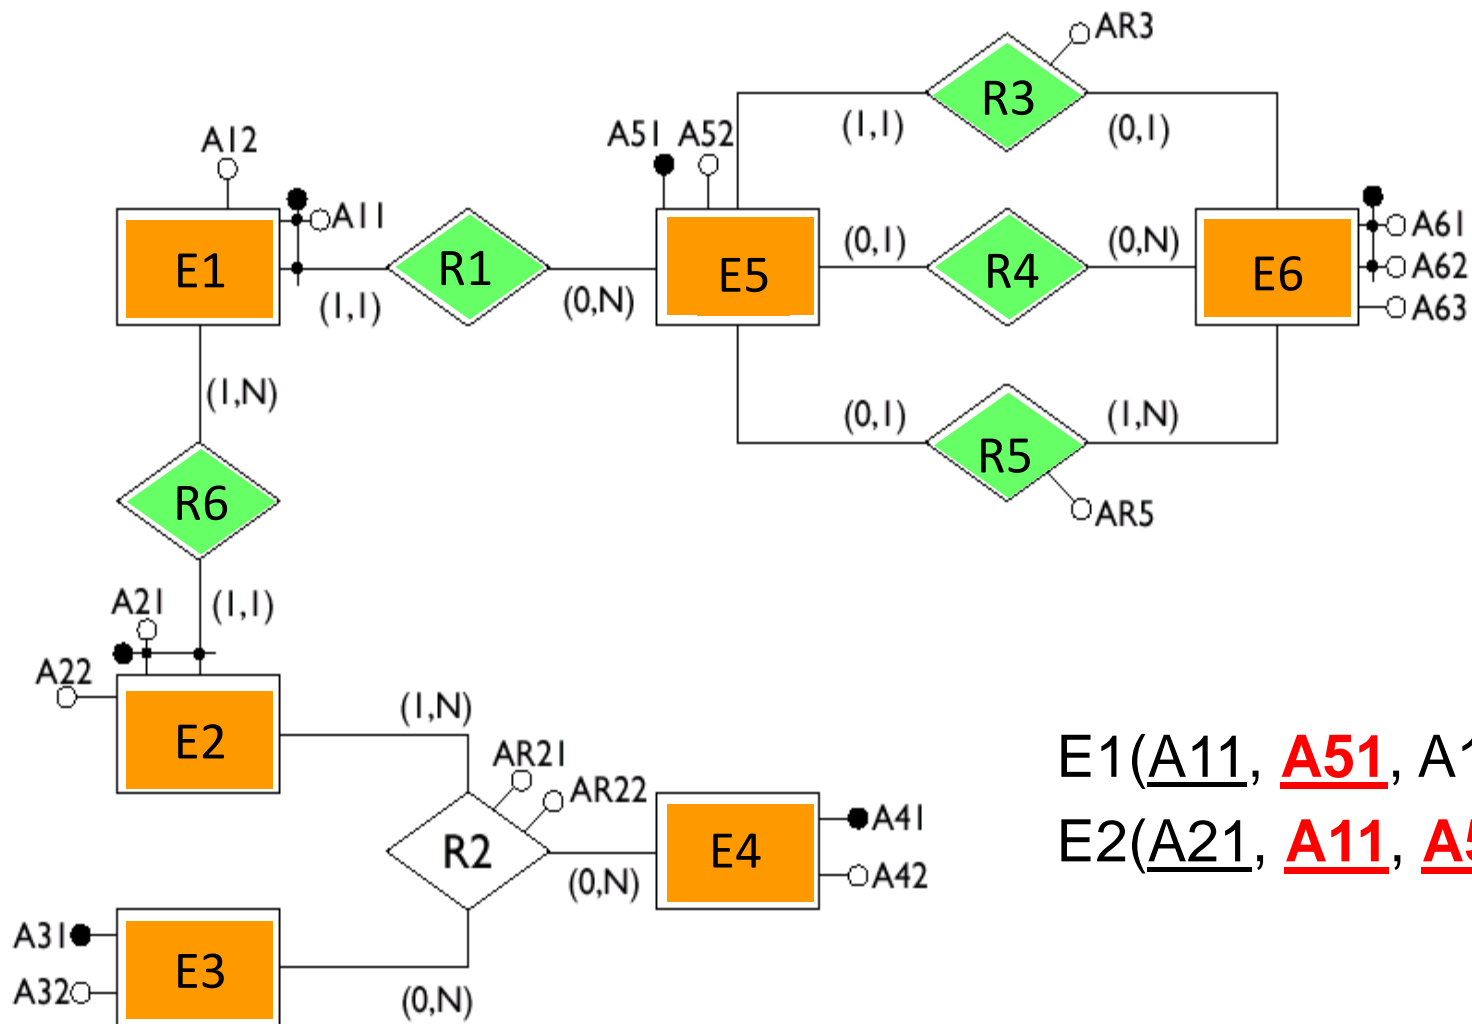 AR3
R3
(1,1)
(0,1)
A12
A51 A52
A11
E1
(1,1)
R1
(0,N)
E5
(0,1)
R4
(0,N)
E6
A61
A62
A63
(1,N)
(0,1)
R5
(1,N)
AR5
R6
A21
(1,1)
A22
E2
(1,N)
AR21
AR22
R2
(0,N)
E4
A41
A42
A31
A32
E3
(0,N)
E1(A11, A51, A1
E2(A21, A11, A5